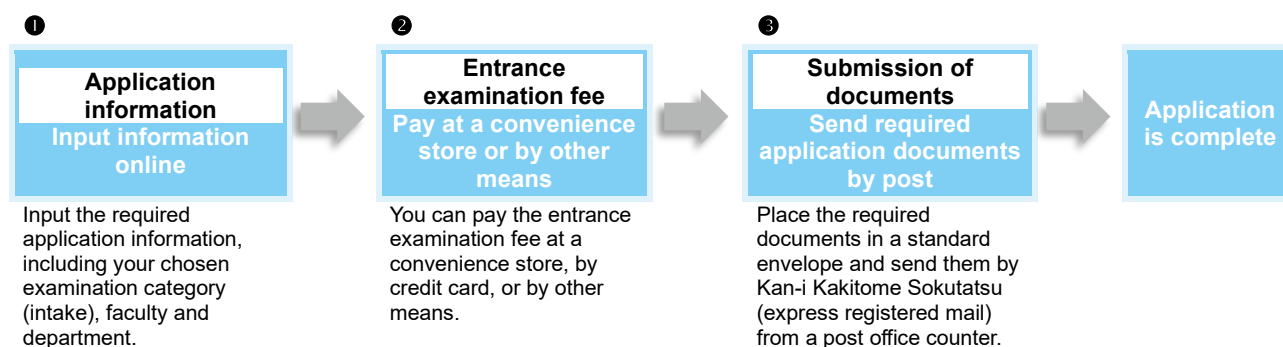 ❶
Application
information
Input information
online
Input the required
application information,
including your chosen
examination category
(intake), faculty and
department.
❷
Entrance
examination fee
Pay at a convenience
store or by other
means
You can pay the entrance
examination fee at a
convenience store, by
credit card, or by other
means.
❸
Submission of
documents
Send required
application documents
by post
Place the required
documents in a standard
envelope and send them by
Kan-i Kakitome Sokutatsu
(express registered mail)
from a post office counter.
Application
is complete